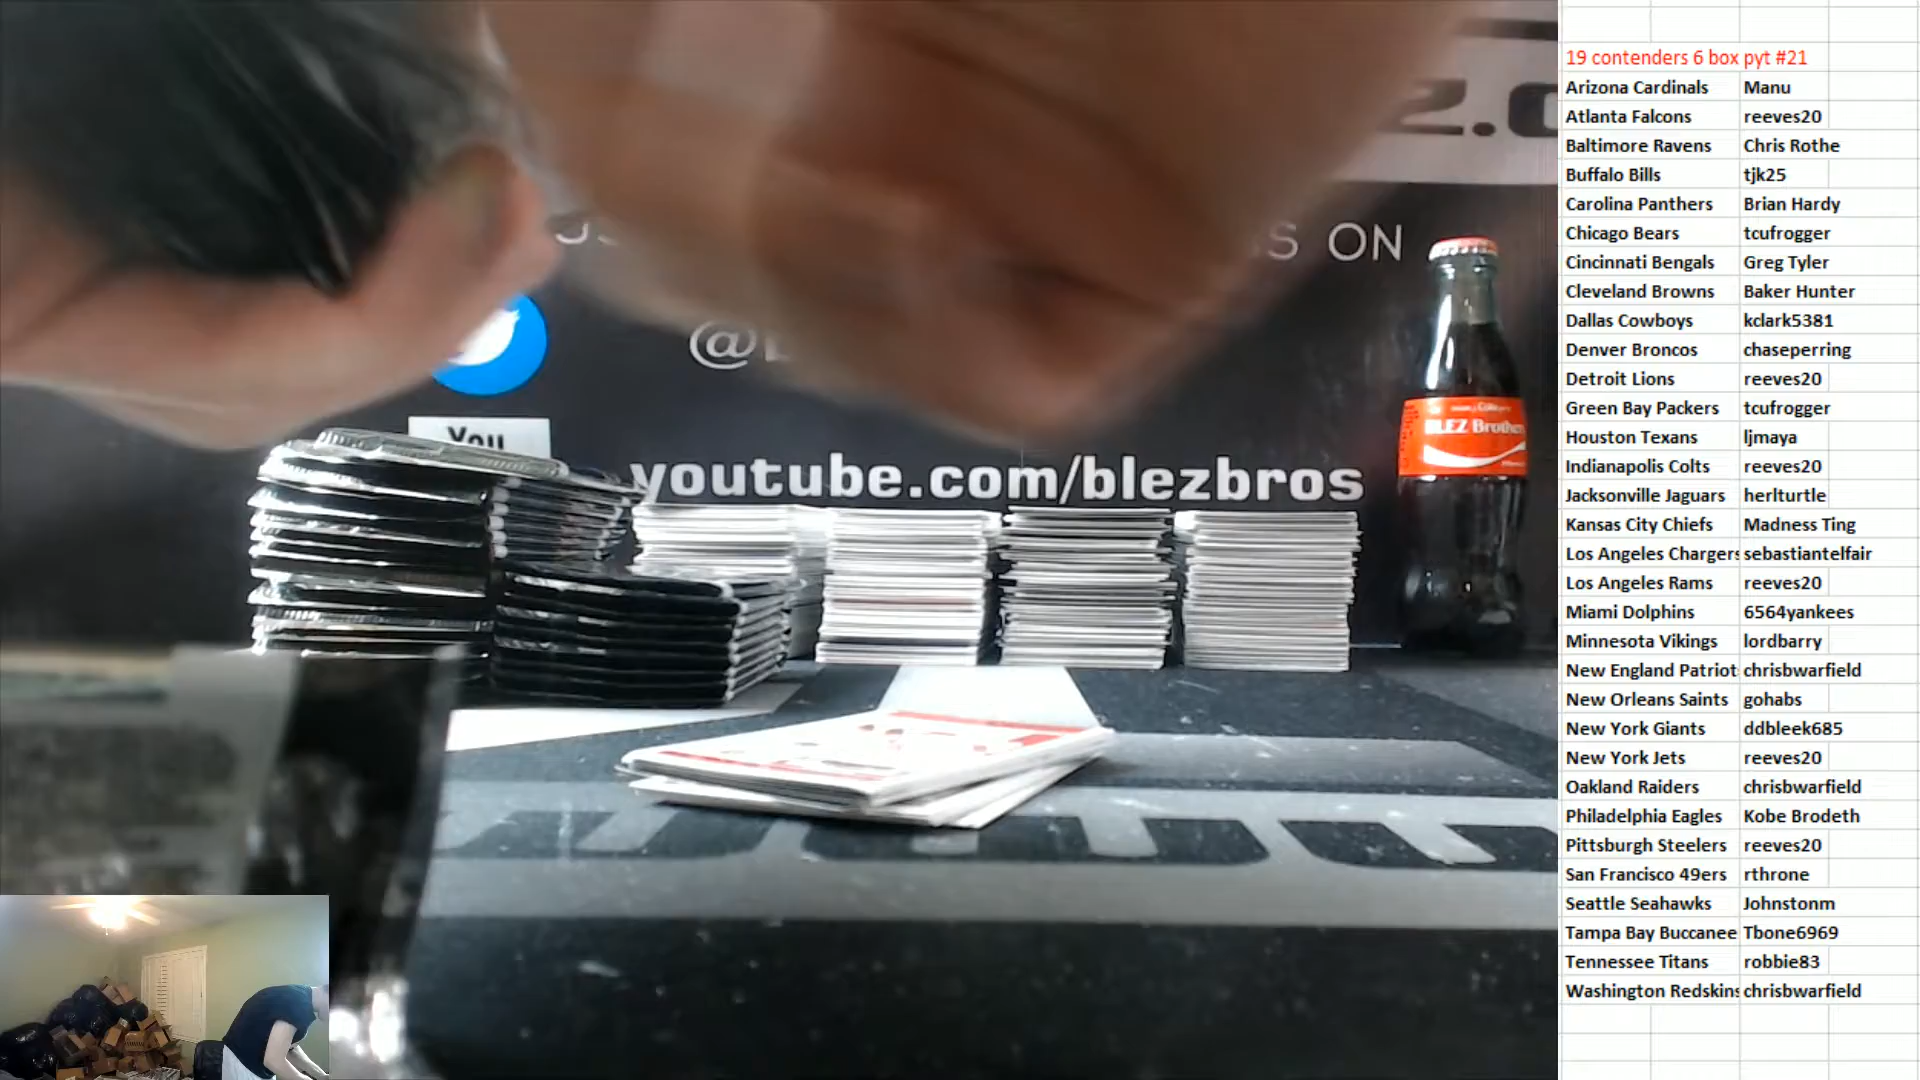 2.
S ON
@
You
youtube.com/blezbros
BLEZ Brothers
19 contenders 6 box pyt #21
Arizona Cardinals Manu
Atlanta Falcons reeves20
Baltimore Ravens Chris Rothe
Buffalo Bills tjk25
Carolina Panthers Brian Hardy
Chicago Bears tcufrogger
Cincinnati Bengals Greg Tyler
Cleveland Browns Baker Hunter
Dallas Cowboys kclark5381
Denver Broncos chaseperring
Detroit Lions reeves20
Green Bay Packers tcufrogger
Houston Texans ljmaya
Indianapolis Colts reeves20
Jacksonville Jaguars herlturtle
Kansas City Chiefs Madness Ting
Los Angeles Chargers sebastiantelfair
Los Angeles Rams reeves20
Miami Dolphins 6564yankees
Minnesota Vikings lordbarry
New England Patriot chrisbwarfield
New Orleans Saints gohabs
New York Giants ddbleek685
New York Jets reeves20
Oakland Raiders chrisbwarfield
Philadelphia Eagles Kobe Brodeth
Pittsburgh Steelers reeves20
San Francisco 49ers rthrone
Seattle Seahawks Johnstonm
Tampa Bay Buccanee Tbone6969
Tennessee Titans robbie83
Washington Redskins chrisbwarfield